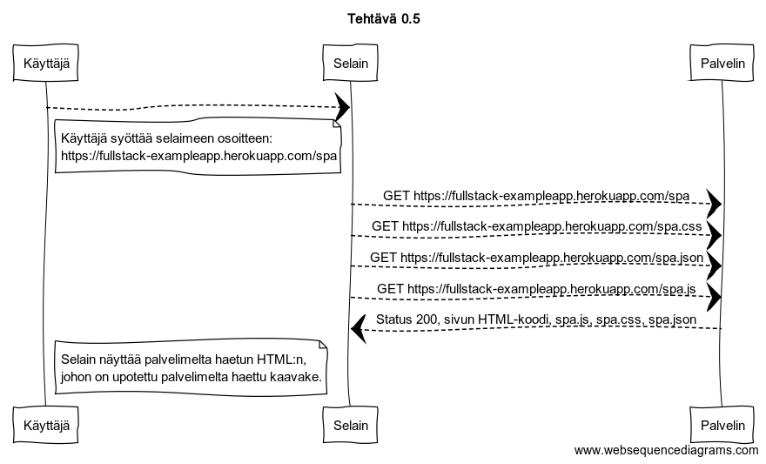 Tehtävä 0.5
Käyttäjä
Selain
Palvelin
Käyttäjä syöttää selaimeen osoitteen:
https://fullstack-exampleapp.herokuapp.com/spa
GET https://fullstack-exampleapp.herokuapp.com/spa
GET https://fullstack-exampleapp.herokuapp.com/spa.css
GET https://fullstack-exampleapp.herokuapp.com/spa.json
GET https://fullstack-exampleapp.herokuapp.com/spa.js
Status 200, sivun HTML-koodi, spa.js, spa.css, spa.json
Selain näyttää palvelimelta haetun HTML:n,
johon on upotettu palvelimelta haettu kaavake.
Käyttäjä
Selain
Palvelin
www.websequencediagrams.com